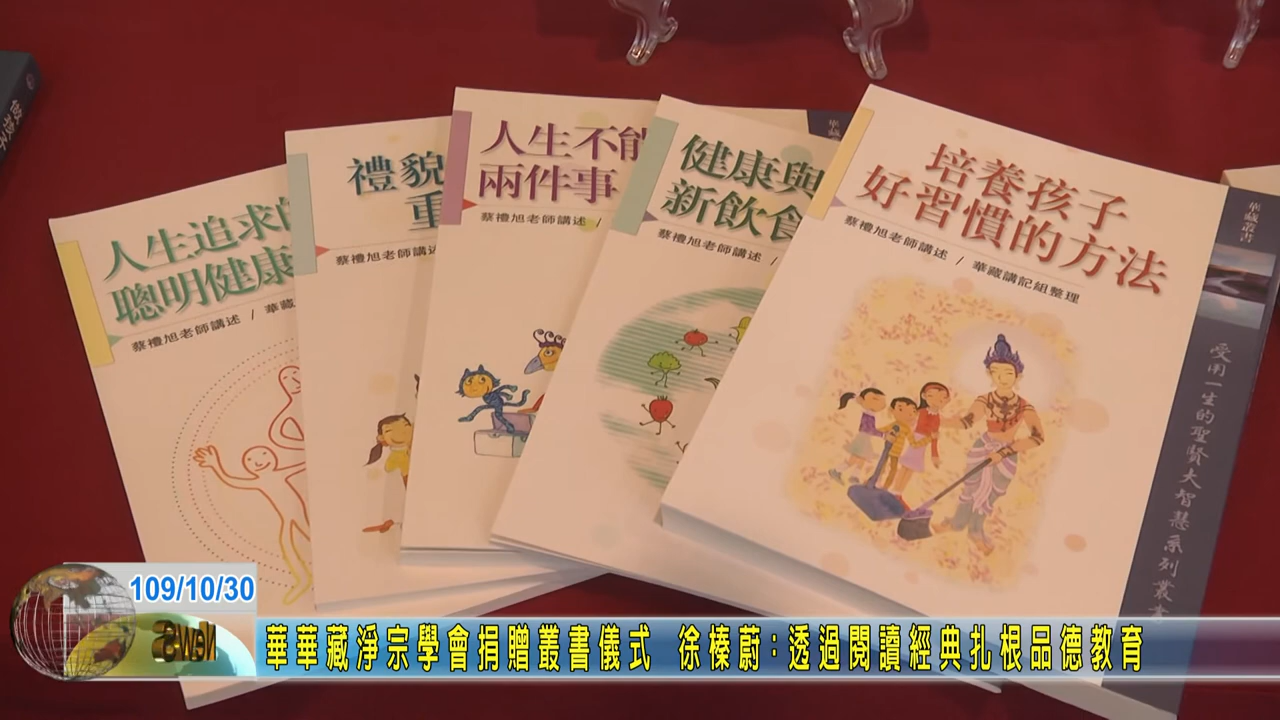 人生追求的
聰明健康
蔡禮旭老師講述 / 華藏
禮貌
重
蔡禮旭老師講述
人生不能
兩件事
蔡禮旭老師講述 /
健康與
新飲食
蔡禮旭老師講述 /
華藏
培養孩子
好習慣的方法
蔡禮旭老師講述 / 華藏講記組整理
華藏叢書
受用一生的聖賢大智慧系列叢書
109/10/30
News
華華藏淨宗學會捐贈叢書儀式 徐榛蔚:透過閱讀經典扎根品德教育